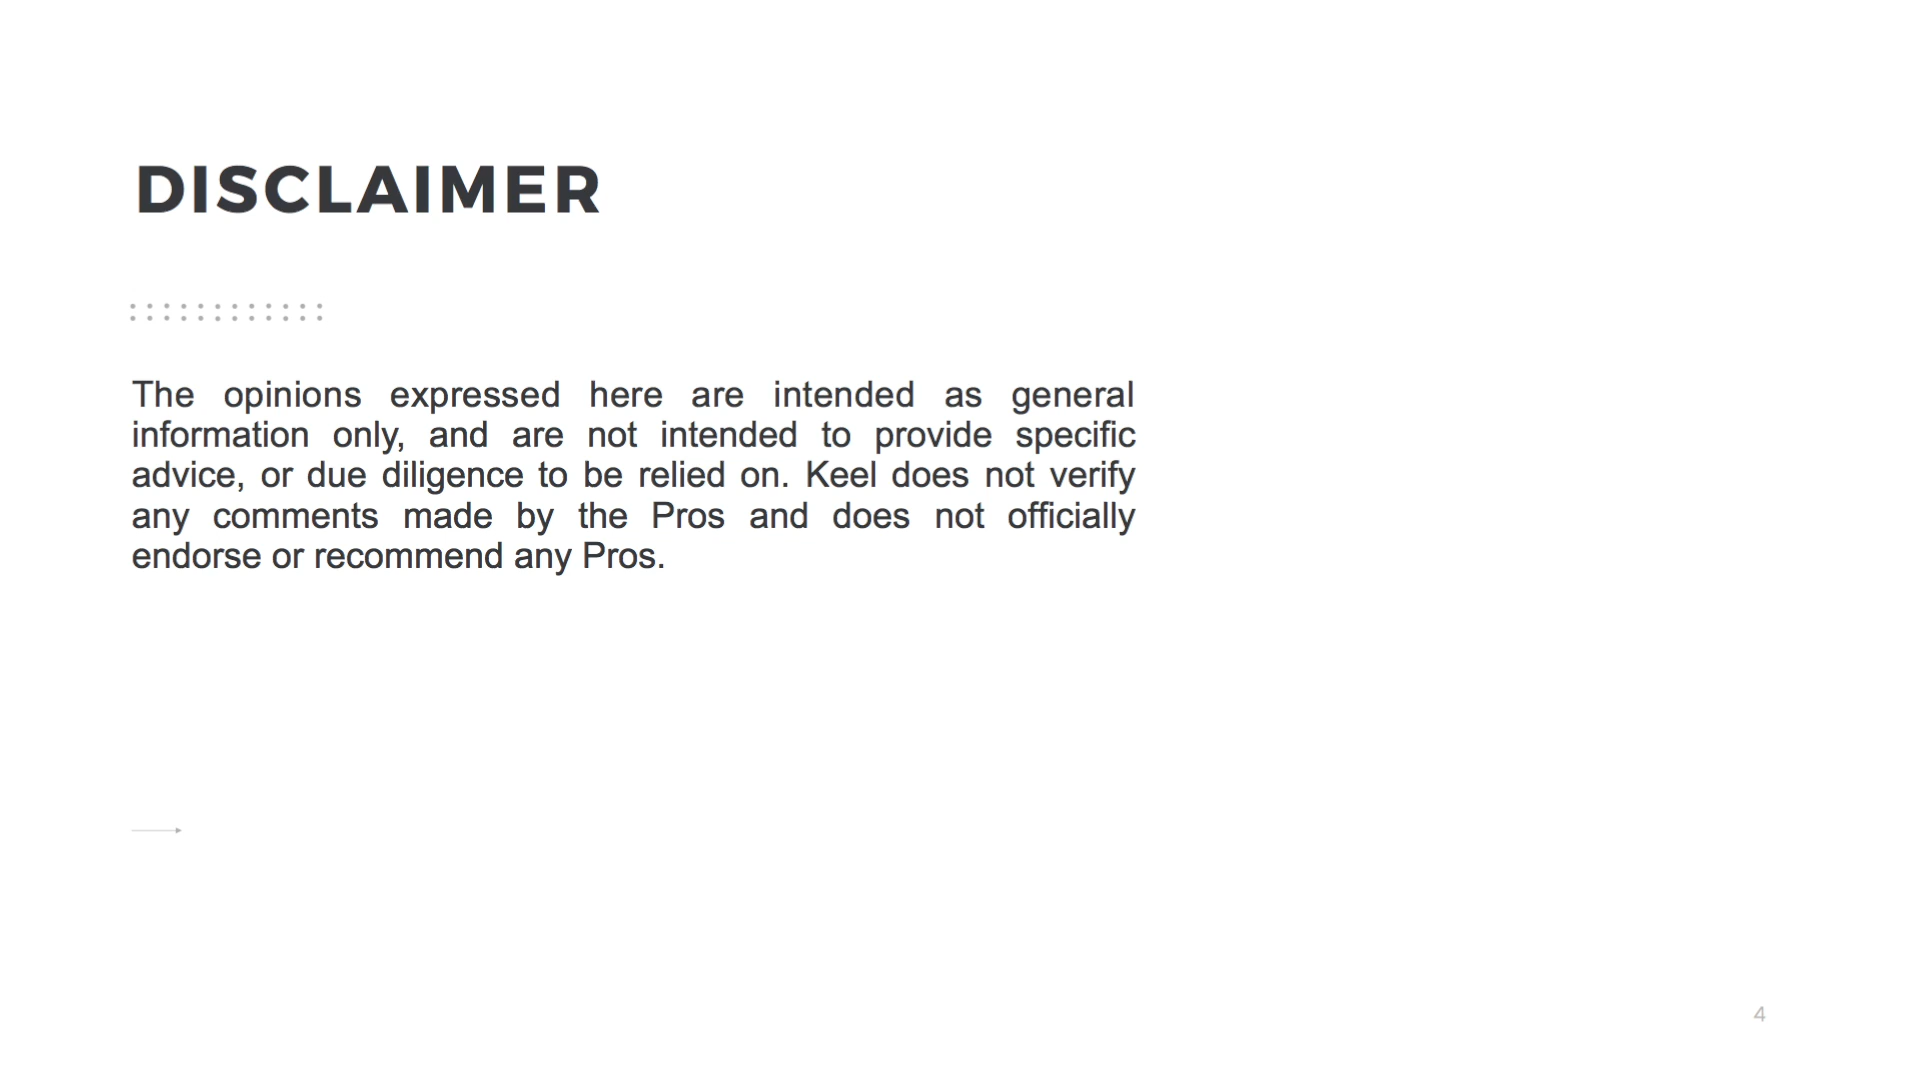 DISCLAIMER
The opinions expressed here are intended as general
information only, and are not intended to provide specific
advice, or due diligence to be relied on. Keel does not verify
any comments made by the Pros and does not officially
endorse or recommend any Pros.
4